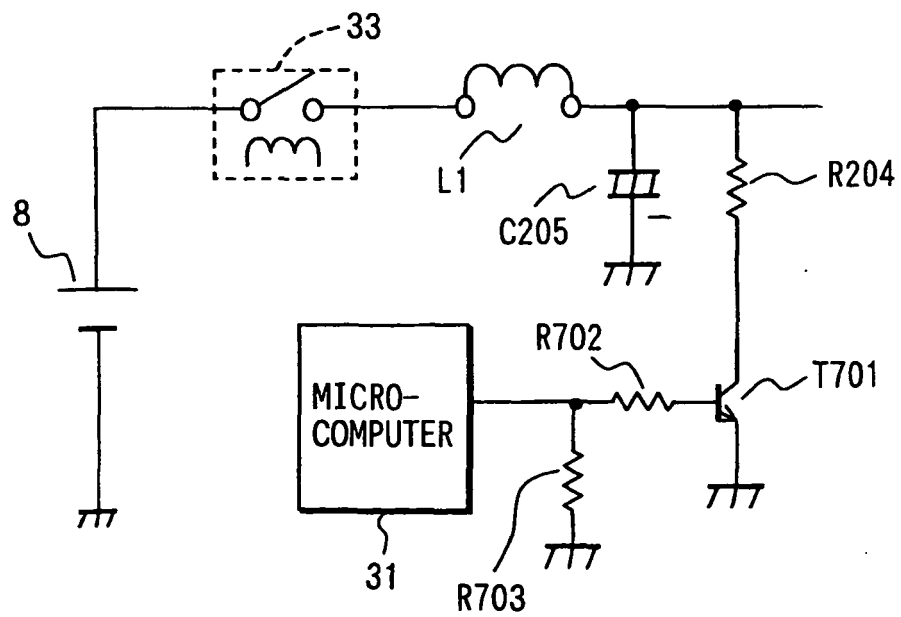 33
L1
R204
8
C205
R702
T701
MICRO-
COMPUTER
31
R703